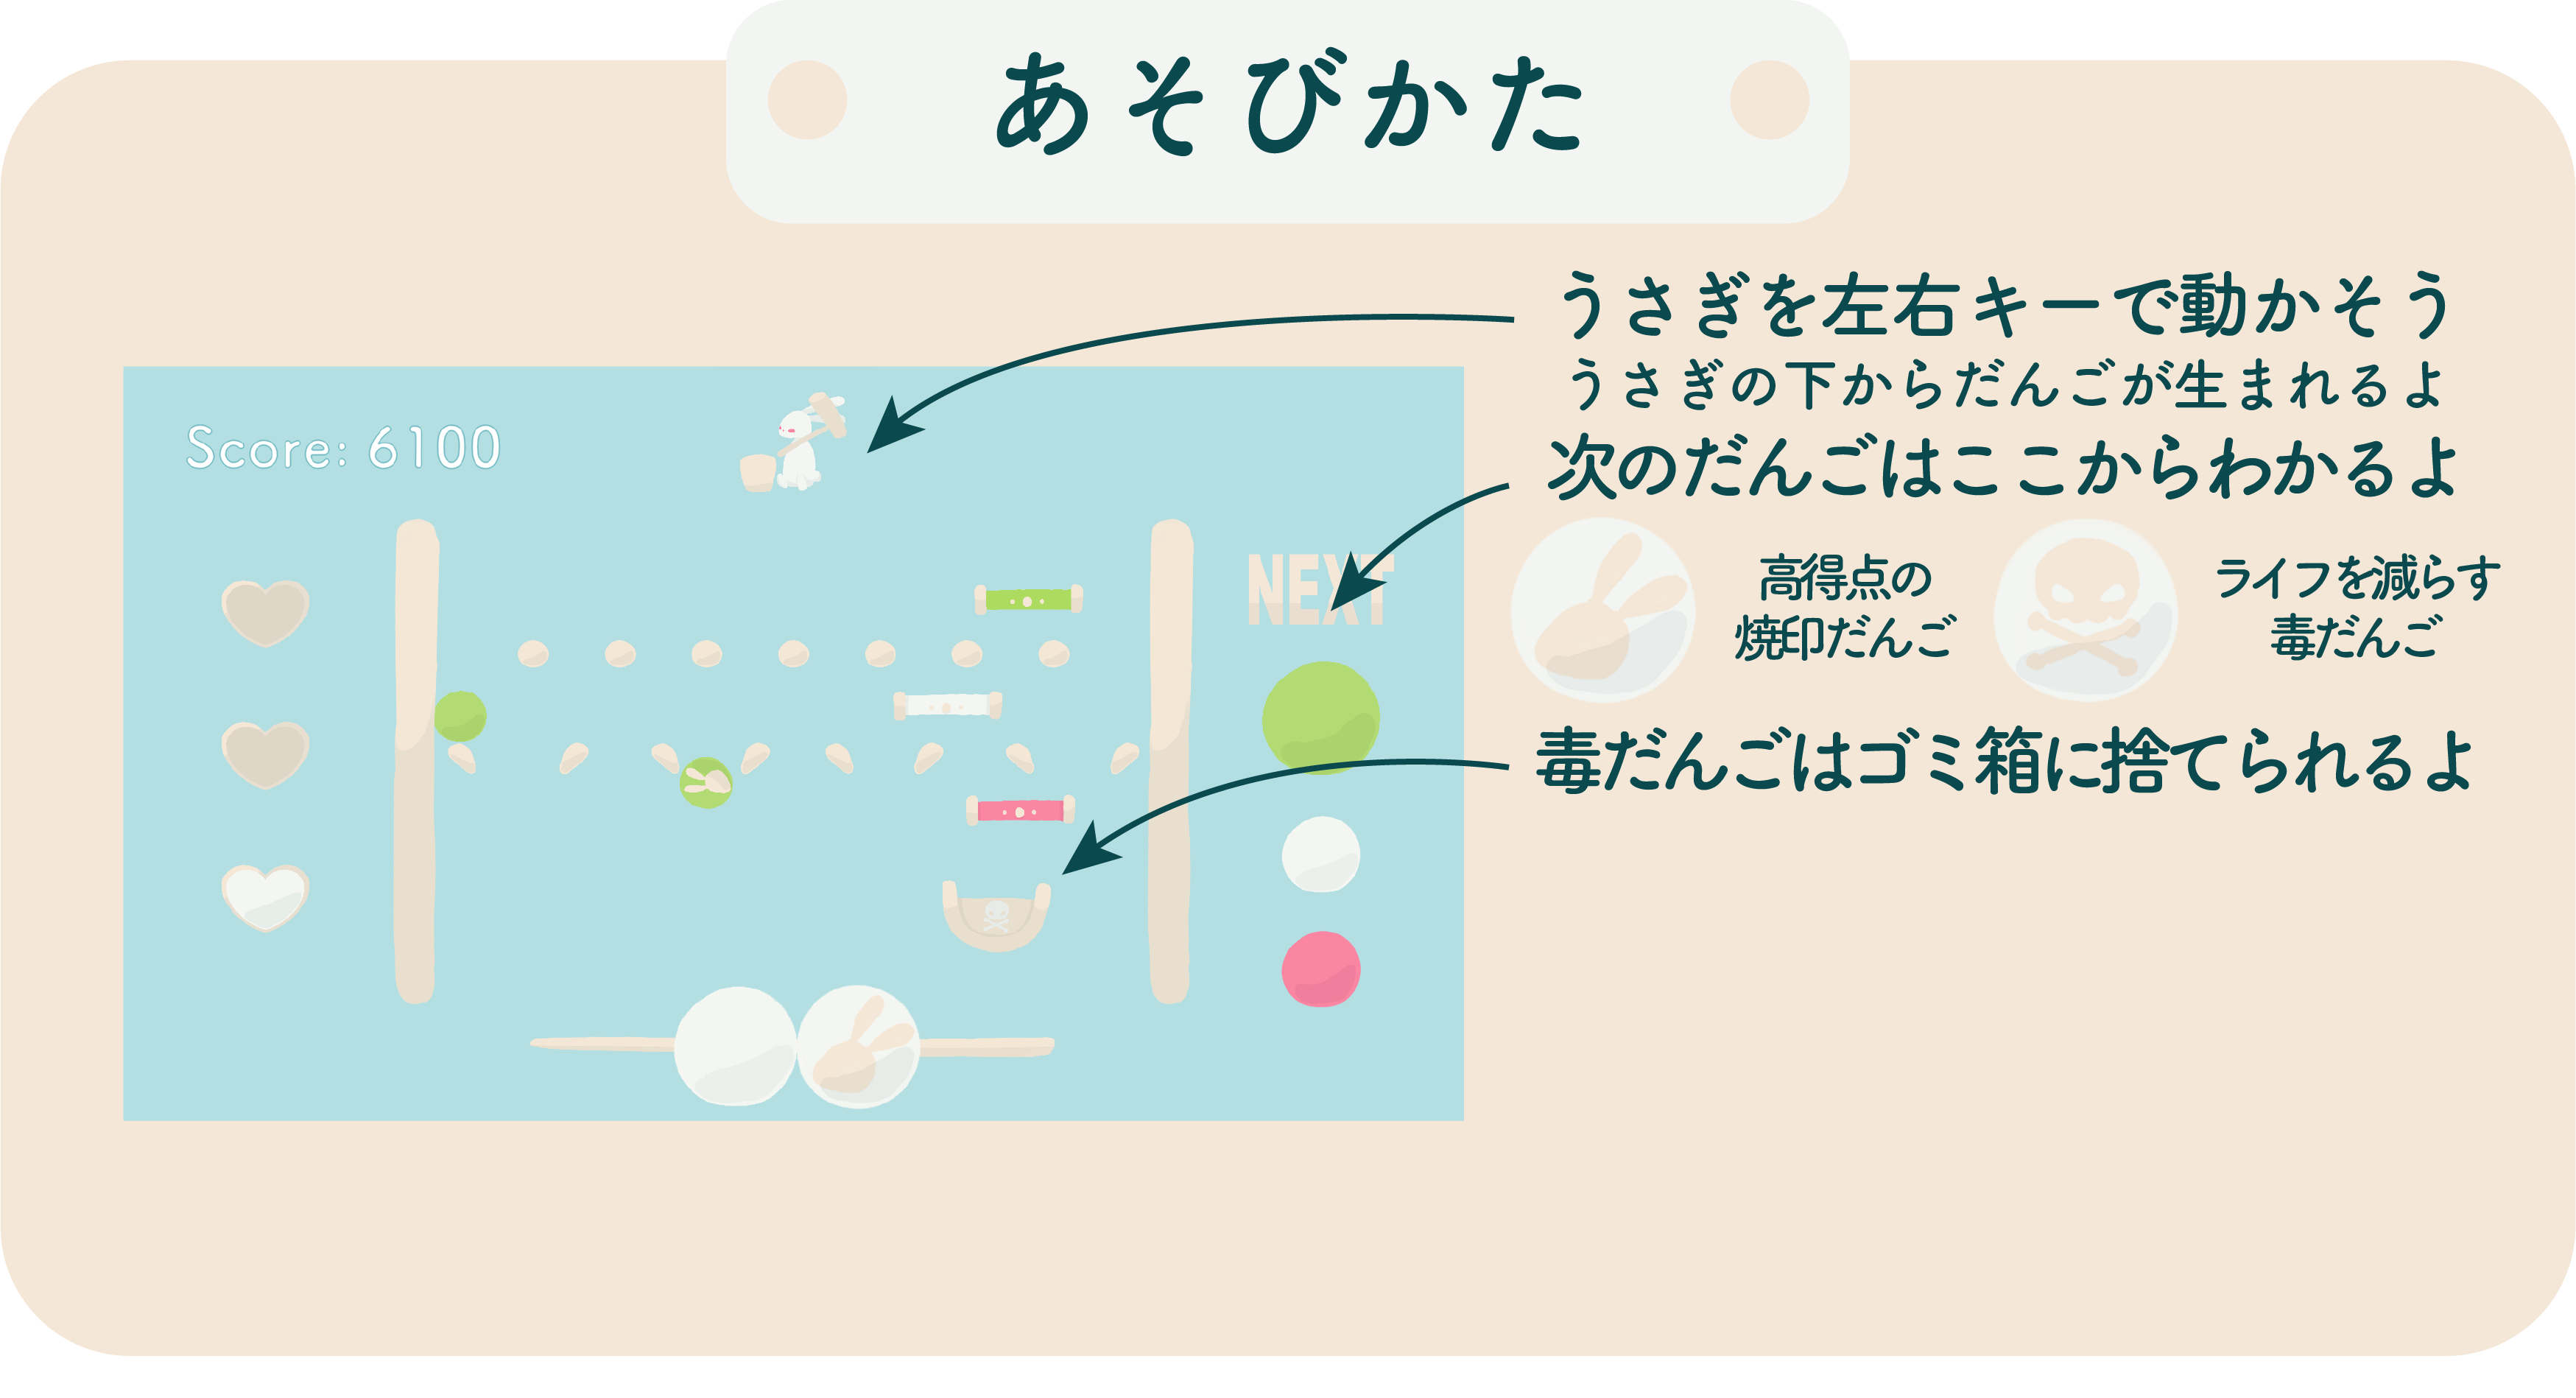 あそびかた
うさぎを左右キーで動かそう
うさぎの下からだんごが生まれるよ
次のだんごはここからわかるよ
高得点の
焼印だんご
ライフを減らす
毒だんご
毒だんごはゴミ箱に捨てられるよ
Score: 6100
NEXT